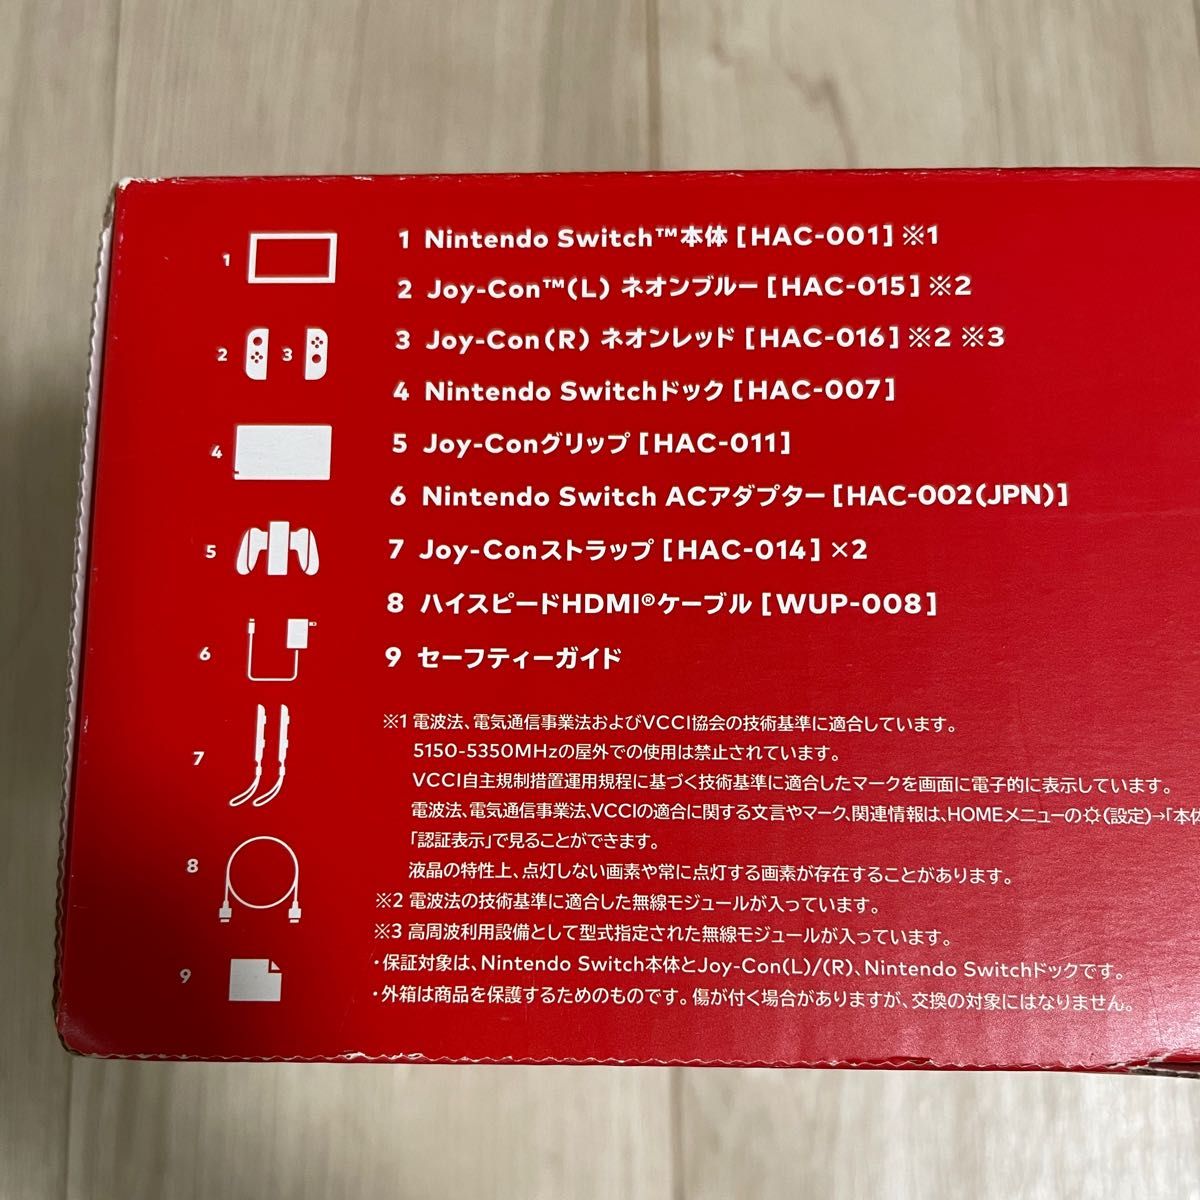 1 Nintendo Switch™本体[HAC-001]※1
2 Joy-Con™(L) ネオンブルー[HAC-015]※2
3 Joy-Con(R) ネオンレッド[HAC-016]※2 ※3
4 Nintendo Switchドック[HAC-007]
5 Joy-Conグリップ[HAC-011]
6 Nintendo Switch ACアダプター[HAC-002(JPN)]
7 Joy-Conストラップ[HAC-014]×2
8 ハイスピードHDMI®ケーブル[WUP-008]
9 セーフティーガイド
1
2
3
4
5
6
7
8
9
※1 電波法、電気通信事業法およびVCCI協会の技術基準に適合しています。
5150-5350MHzの屋外での使用は禁止されています。
VCCI自主規制措置運用規程に基づく技術基準に適合したマークを画面に電子的に表示しています。
電波法、電気通信事業法、VCCIの適合に関する文言やマーク、関連情報は、HOMEメニューの(設定)→「本体
「認証表示」で見ることができます。
液晶の特性上、点灯しない画素や常に点灯する画素が存在することがあります。
※2 電波法の技術基準に適合した無線モジュールが入っています。
※3 高周波利用設備として型式指定された無線モジュールが入っています。
・保証対象は、Nintendo Switch本体とJoy-Con(L)/(R)、Nintendo Switchドックです。
・外箱は商品を保護するためのものです。傷が付く場合がありますが、交換の対象にはなりません。